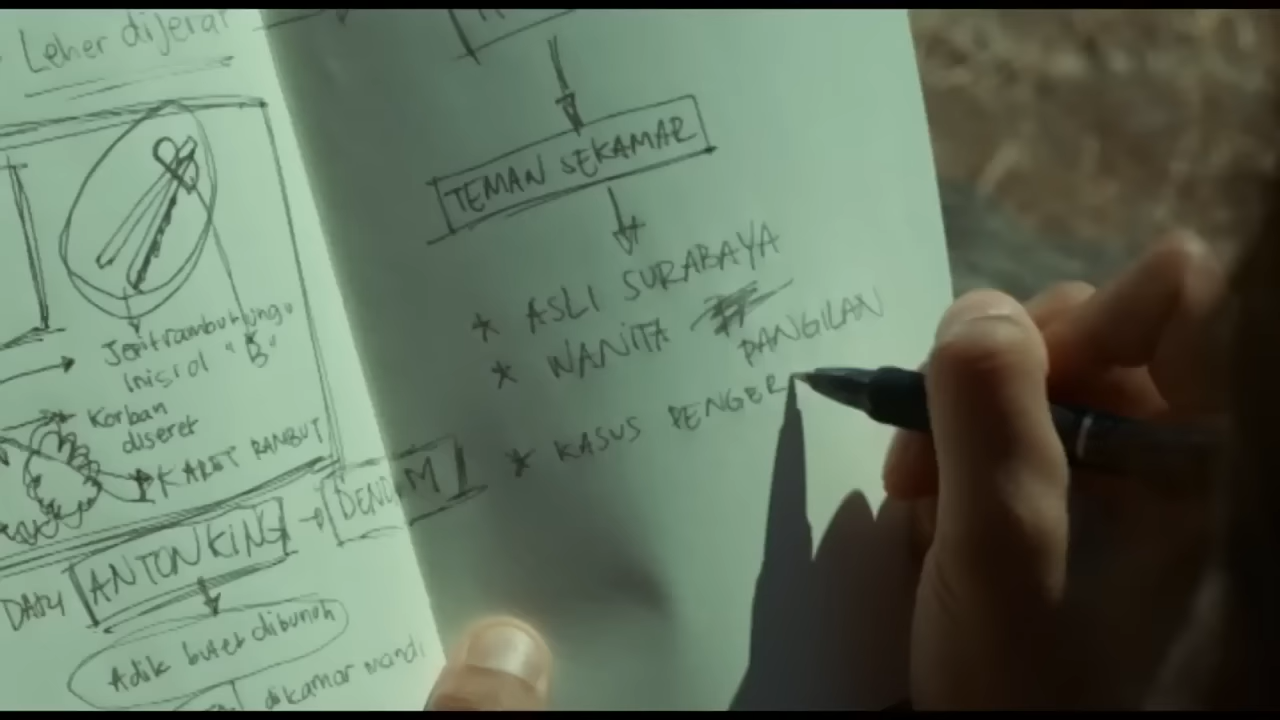 Leher dijerat
Jepit rambut ungu
Inisial "B"
Korban
diseret
KARET RAMBUT
ANTON KING
DENDAM
Adik butet dibunuh
dikamar mandi
TEMAN SEKAMAR
* ASLI SURABAYA
* WANITA
PANGILAN
* KASUS PENGER